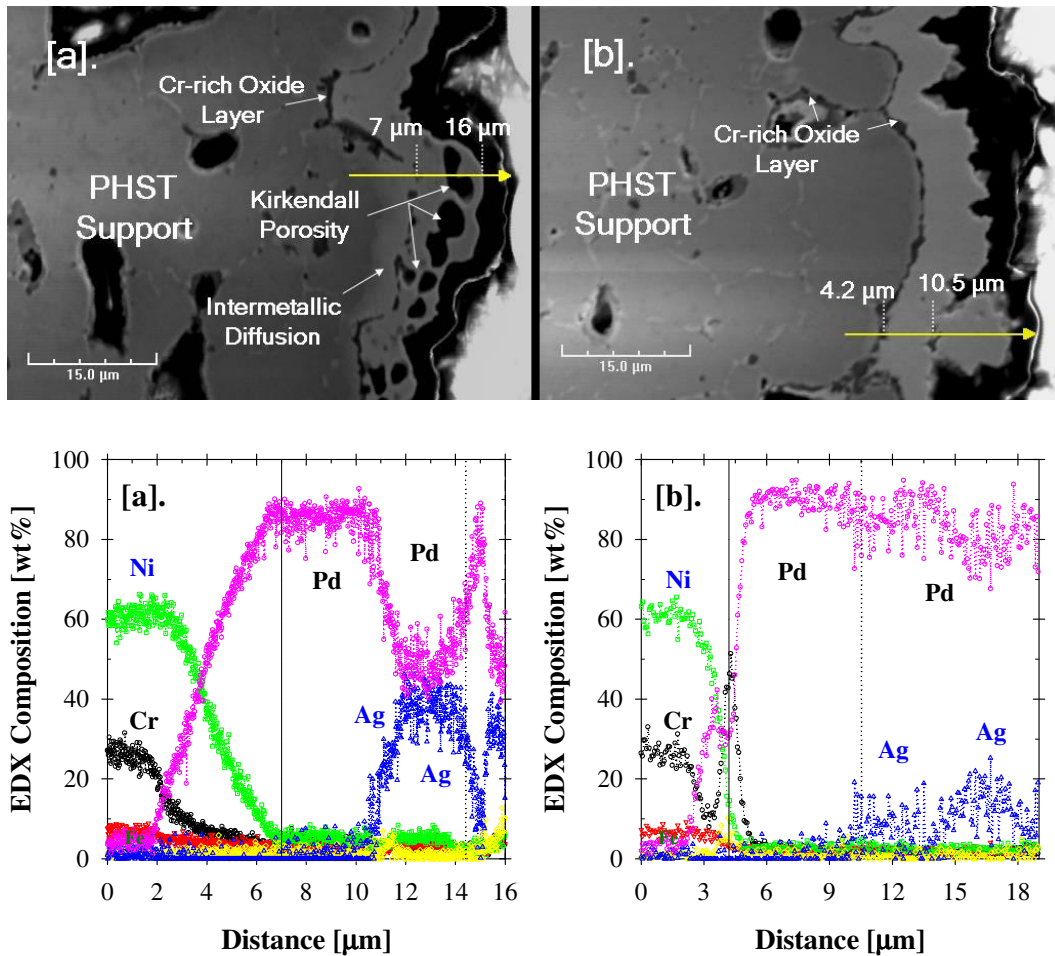 [a].
Cr-rich Oxide
Layer
7 µm
16 µm
PHST
Support
Kirkendall
Porosity
Intermetallic
Diffusion
15.0 µm
[b].
Cr-rich Oxide
Layer
PHST
Support
4.2 µm
10.5 µm
15.0 µm
EDX Composition [wt%]
100
80
60
40
20
0
[a].
Ni
Pd
Pd
Cr
Ag
Ag
Fe
0 2 4 6 8 10 12 14 16
Distance [µm]
EDX Composition [wt%]
100
80
60
40
20
0
[b].
Ni
Pd
Pd
Cr
Ag
Ag
0 3 6 9 12 15 18
Distance [µm]